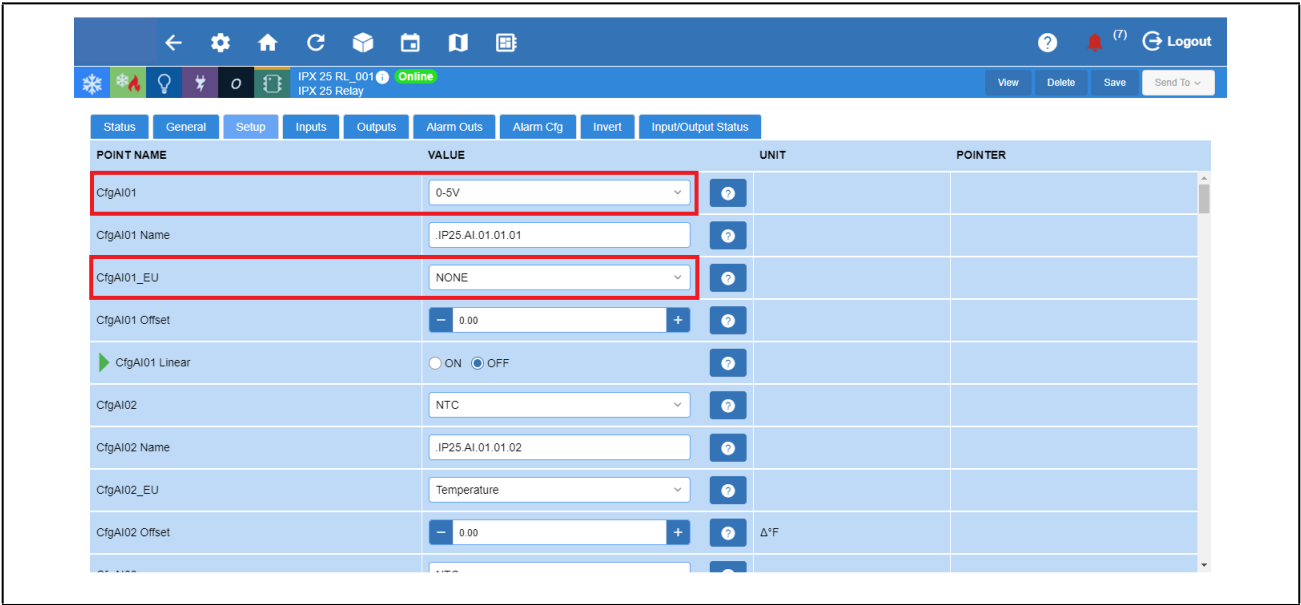 (7) Logout
IPX 25 RL_001 Online
IPX 25 Relay
View Delete Save Send To
Status General Setup Inputs Outputs Alarm Outs Alarm Cfg Invert Input/Output Status
POINT NAME VALUE UNIT POINTER
CfgAI01 0-5V
CfgAI01 Name .IP25.AI.01.01.01
CfgAI01_EU NONE
CfgAI01 Offset − 0.00 +
CfgAI01 Linear ON OFF
CfgAI02 NTC
CfgAI02 Name .IP25.AI.01.01.02
CfgAI02_EU Temperature
CfgAI02 Offset − 0.00 + Δ°F